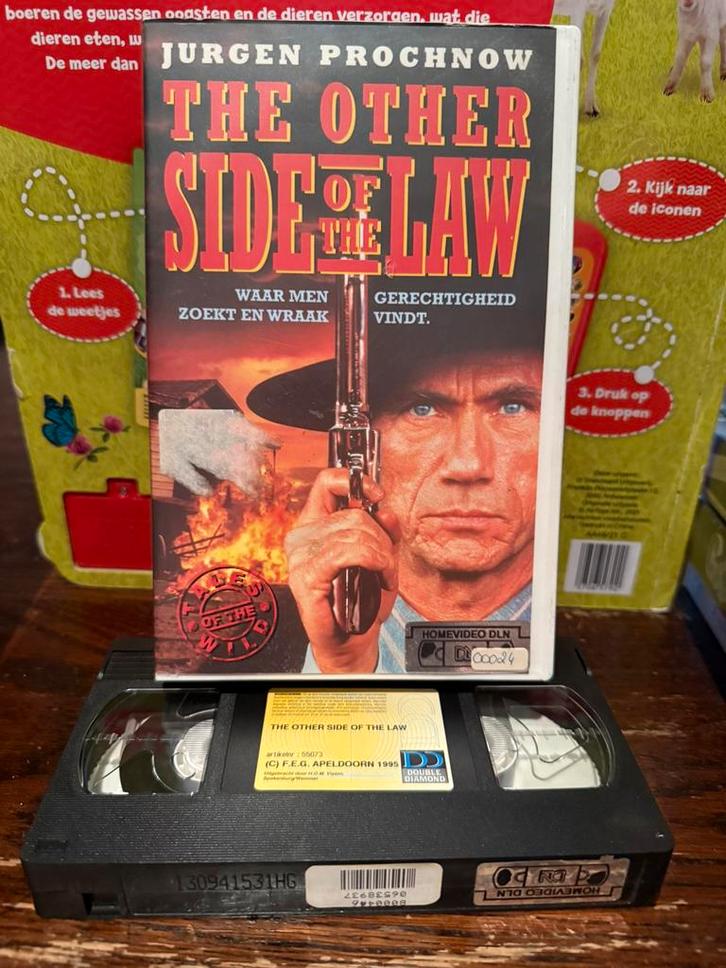 boeren de gewassen oogsten en de dieren verzorgen, wat die
dieren eten, w
De meer dan
JURGEN PROCHNOW
THE OTHER
SIDE OF THE LAW
WAAR MEN GERECHTIGHEID
ZOEKT EN WRAAK VINDT.
1. Lees
de weetjes
2. Kijk naar
de iconen
3. Druk op
de knoppen
TALES
OF THE
WILD
HOMEVIDEO DLN
00024
THE OTHER SIDE OF THE LAW
artikelnr : 55073
(C) F.E.G. APELDOORN 1995
DOUBLE
DIAMOND
130941531HG
06538937
HOMEVIDEO DLN